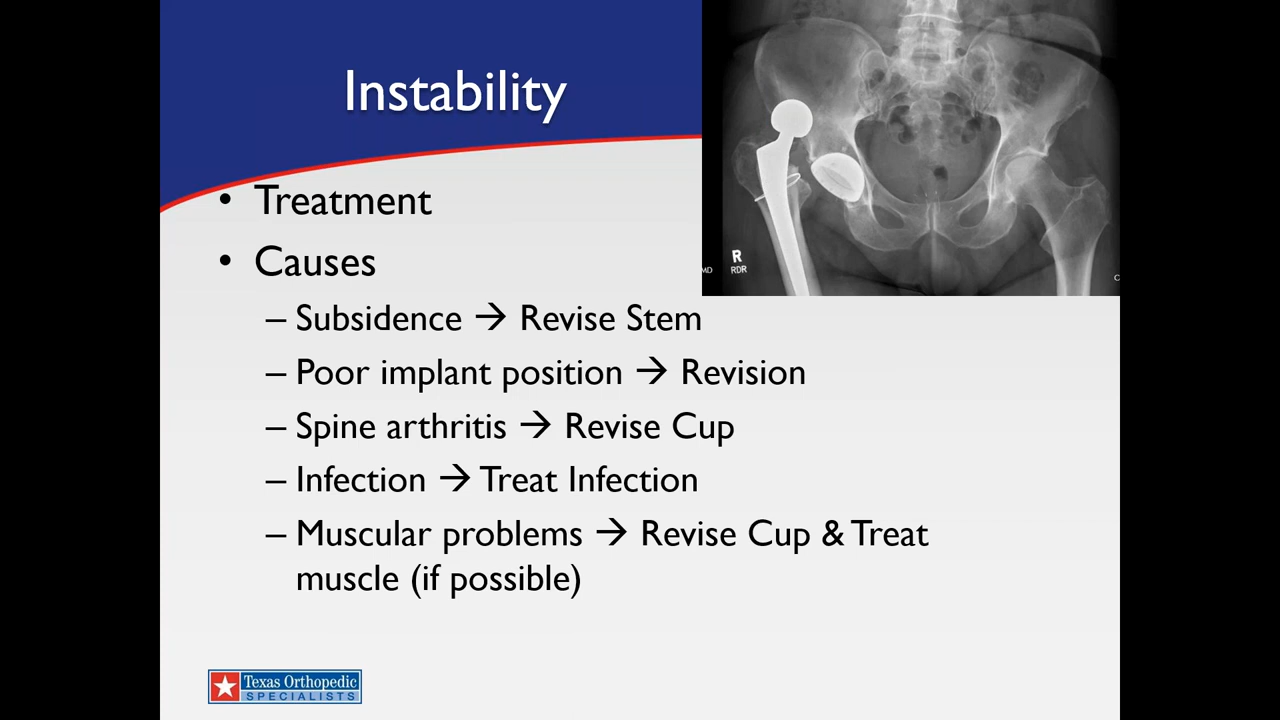 Instability
• Treatment
• Causes
– Subsidence → Revise Stem
– Poor implant position → Revision
– Spine arthritis → Revise Cup
– Infection → Treat Infection
– Muscular problems → Revise Cup & Treat
muscle (if possible)
R
MD RDR
C
Texas Orthopedic
SPECIALISTS